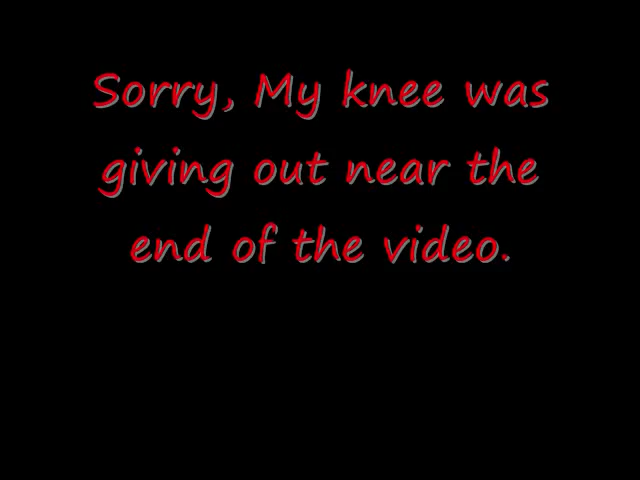 Sorry, My knee was
giving out near the
end of the video.